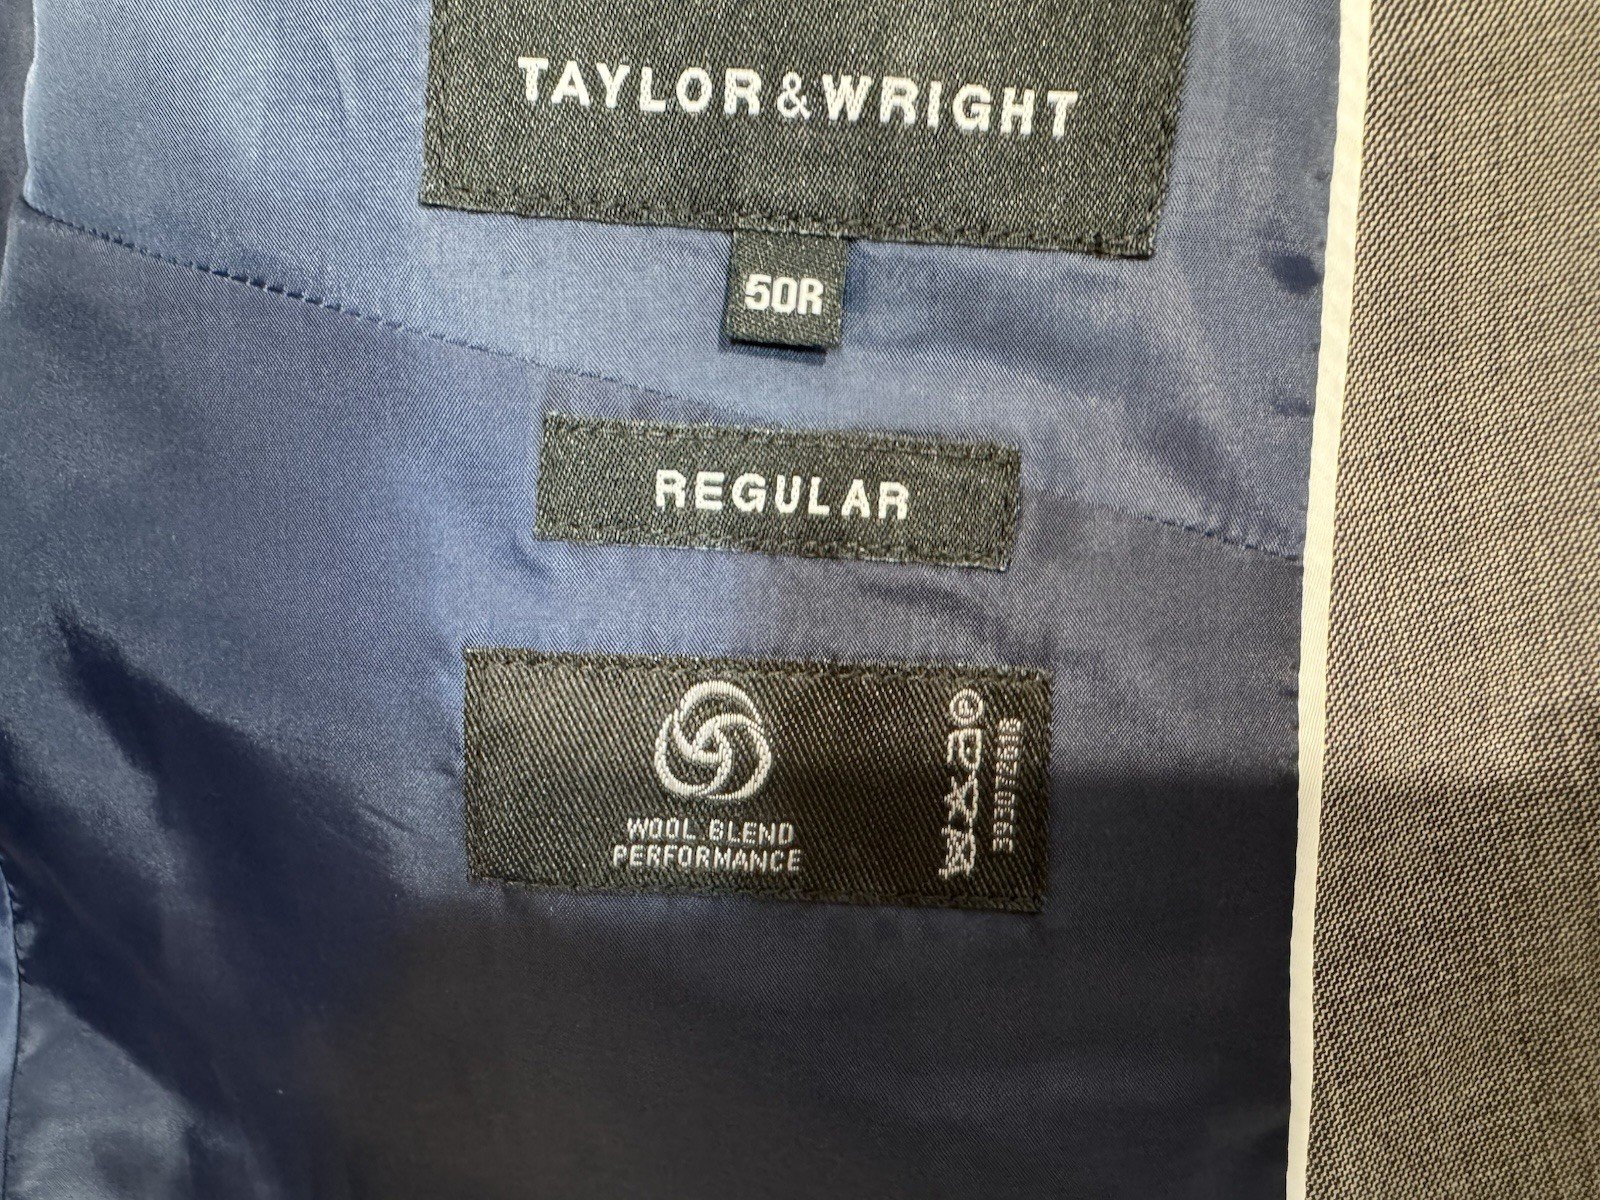 TAYLOR&WRIGHT
50R
REGULAR
WOOL BLEND
PERFORMANCE
P